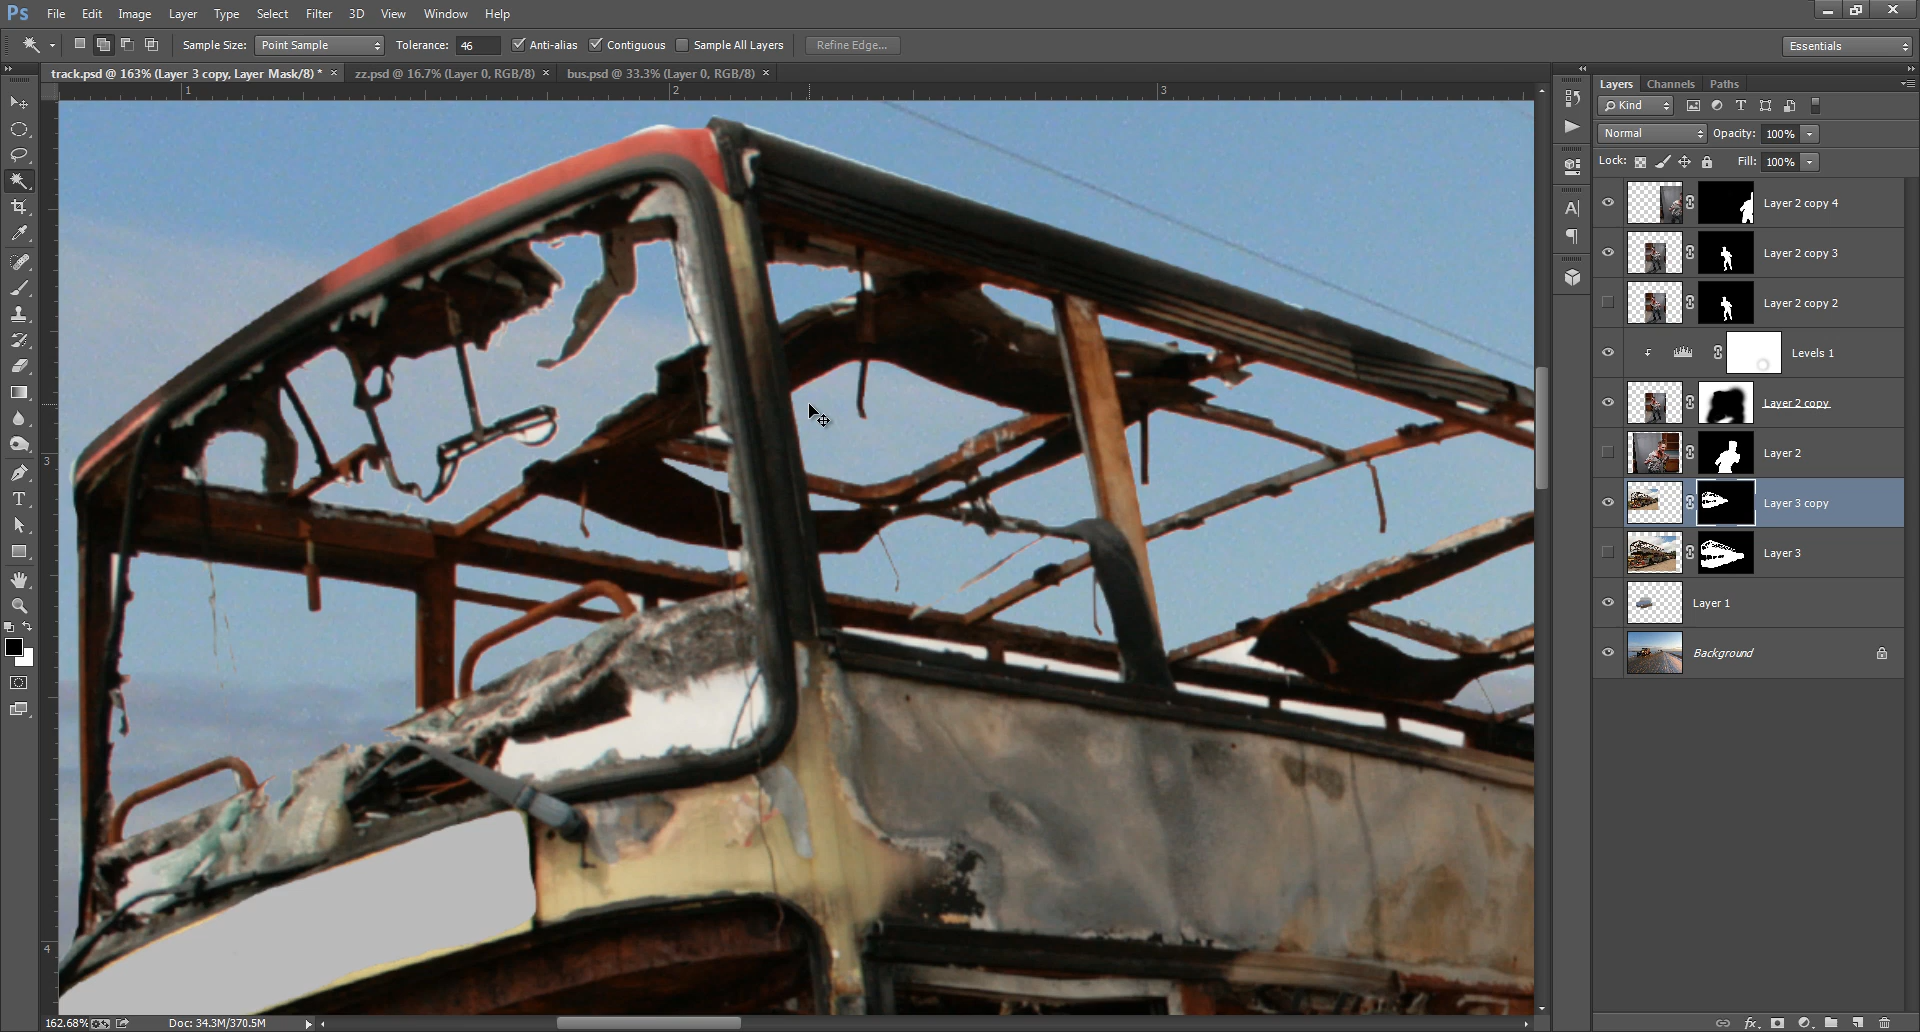 Ps File Edit Image Layer Type Select Filter 3D View Window Help
Sample Size: Point Sample Tolerance: 46 Anti-alias Contiguous Sample All Layers Refine Edge... Essentials
track.psd @ 163% (Layer 3 copy, Layer Mask/8) * × zz.psd @ 16.7% (Layer 0, RGB/8) × bus.psd @ 33.3% (Layer 0, RGB/8) ×
1 2 3
3
4
Layers Channels Paths
Kind
Normal Opacity: 100%
Lock: Fill: 100%
Layer 2 copy 4
Layer 2 copy 3
Layer 2 copy 2
Levels 1
Layer 2 copy
Layer 2
Layer 3 copy
Layer 3
Layer 1
Background
162.68% Doc: 34.3M/370.5M